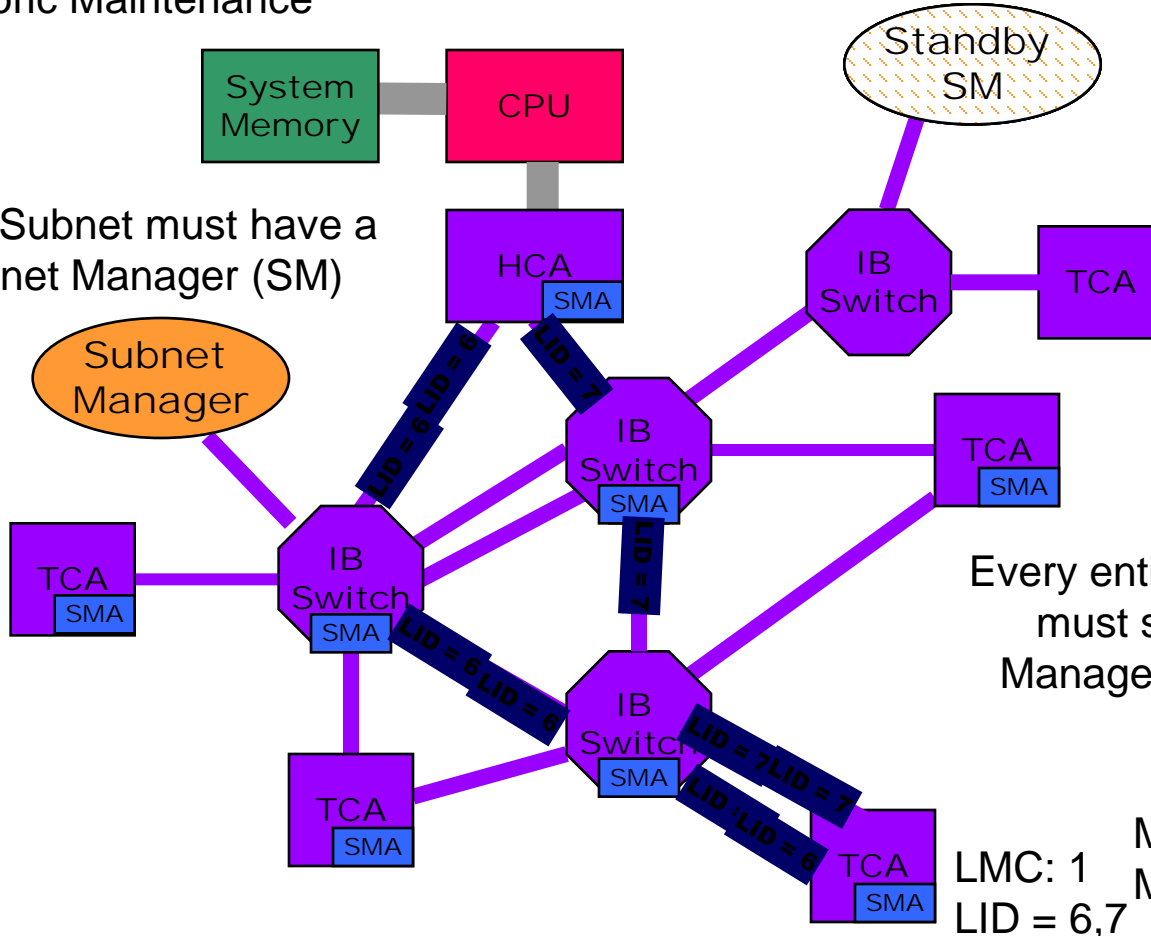 Maintenance
Standby
SM
System
Memory
CPU
Subnet must have a
Manager (SM)
HCA
SMA
IB
Switch
TCA
Subnet
Manager
LID = 6
LID = 6
LID = 7
IB
Switch
SMA
TCA
SMA
LID = 7
IB
Switch
SMA
TCA
SMA
Every
must
LID = 6
LID = 6
IB
Switch
SMA
LID = 7
LID = 7
LID
LID = 6
TCA
SMA
TCA
SMA
LMC: 1
LID = 6,7